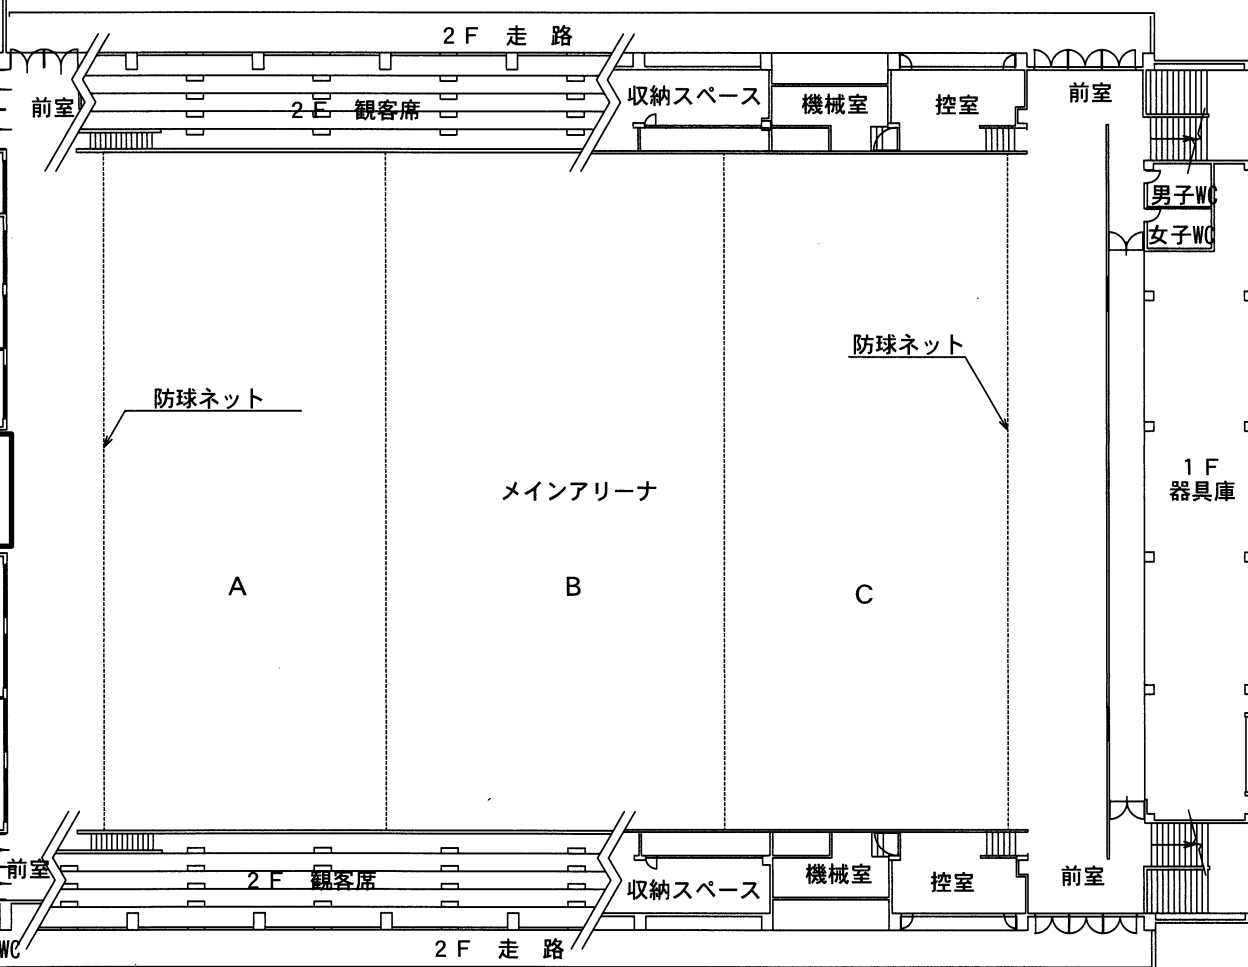 ２Ｆ 走 路
前室
２Ｆ 観客席
収納スペース
機械室
控室
前室
男子WC
女子WC
防球ネット
防球ネット
１Ｆ
器具庫
メインアリーナ
A
B
C
前室
２Ｆ 観客席
収納スペース
機械室
控室
前室
WC
２Ｆ 走 路